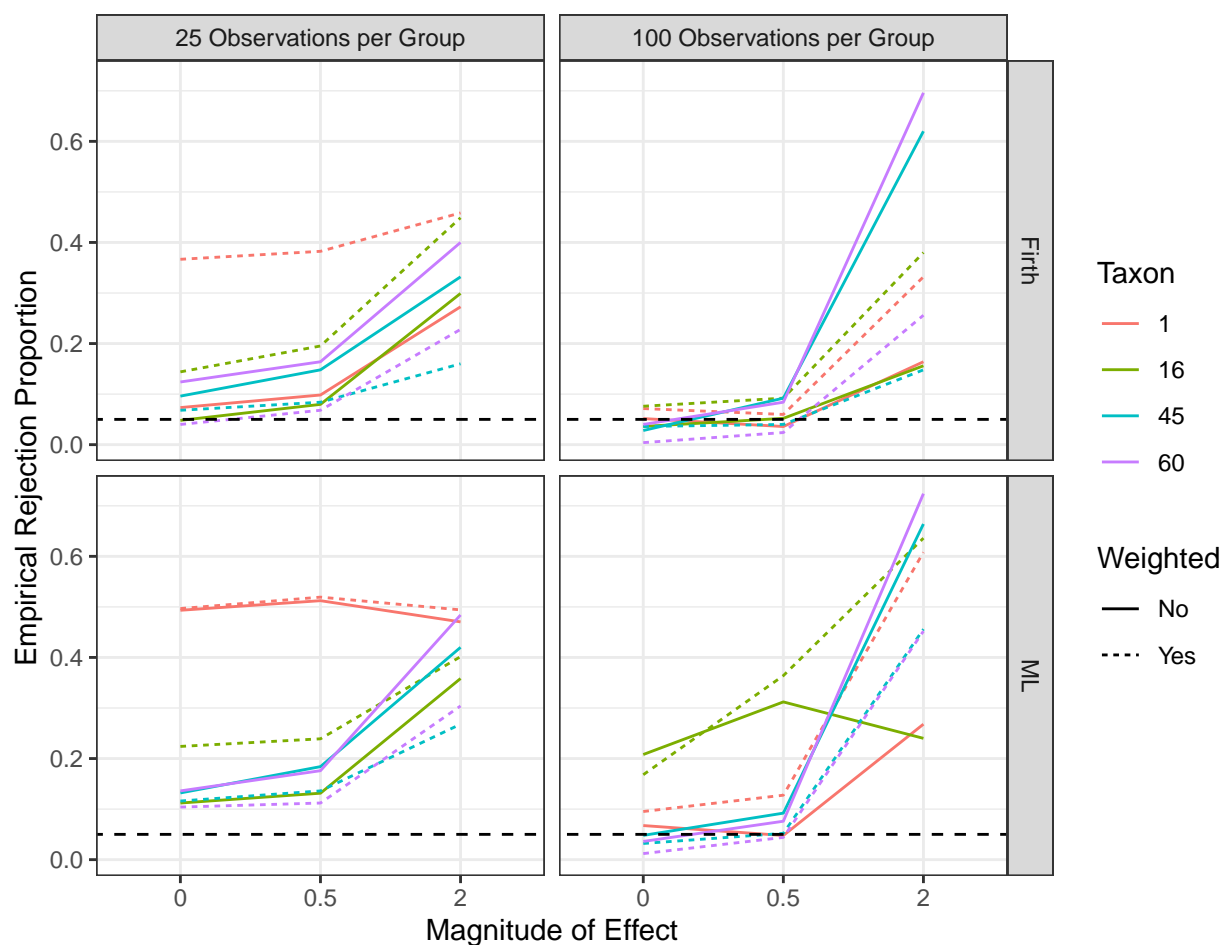 25 Observations per Group
100 Observations per Group
Empirical Rejection Proportion
0.6
0.4
0.2
0.0
Firth
0.6
0.4
0.2
0.0
ML
0
0.5
2
0
0.5
2
Magnitude of Effect
Taxon
1
16
45
60
Weighted
No
Yes